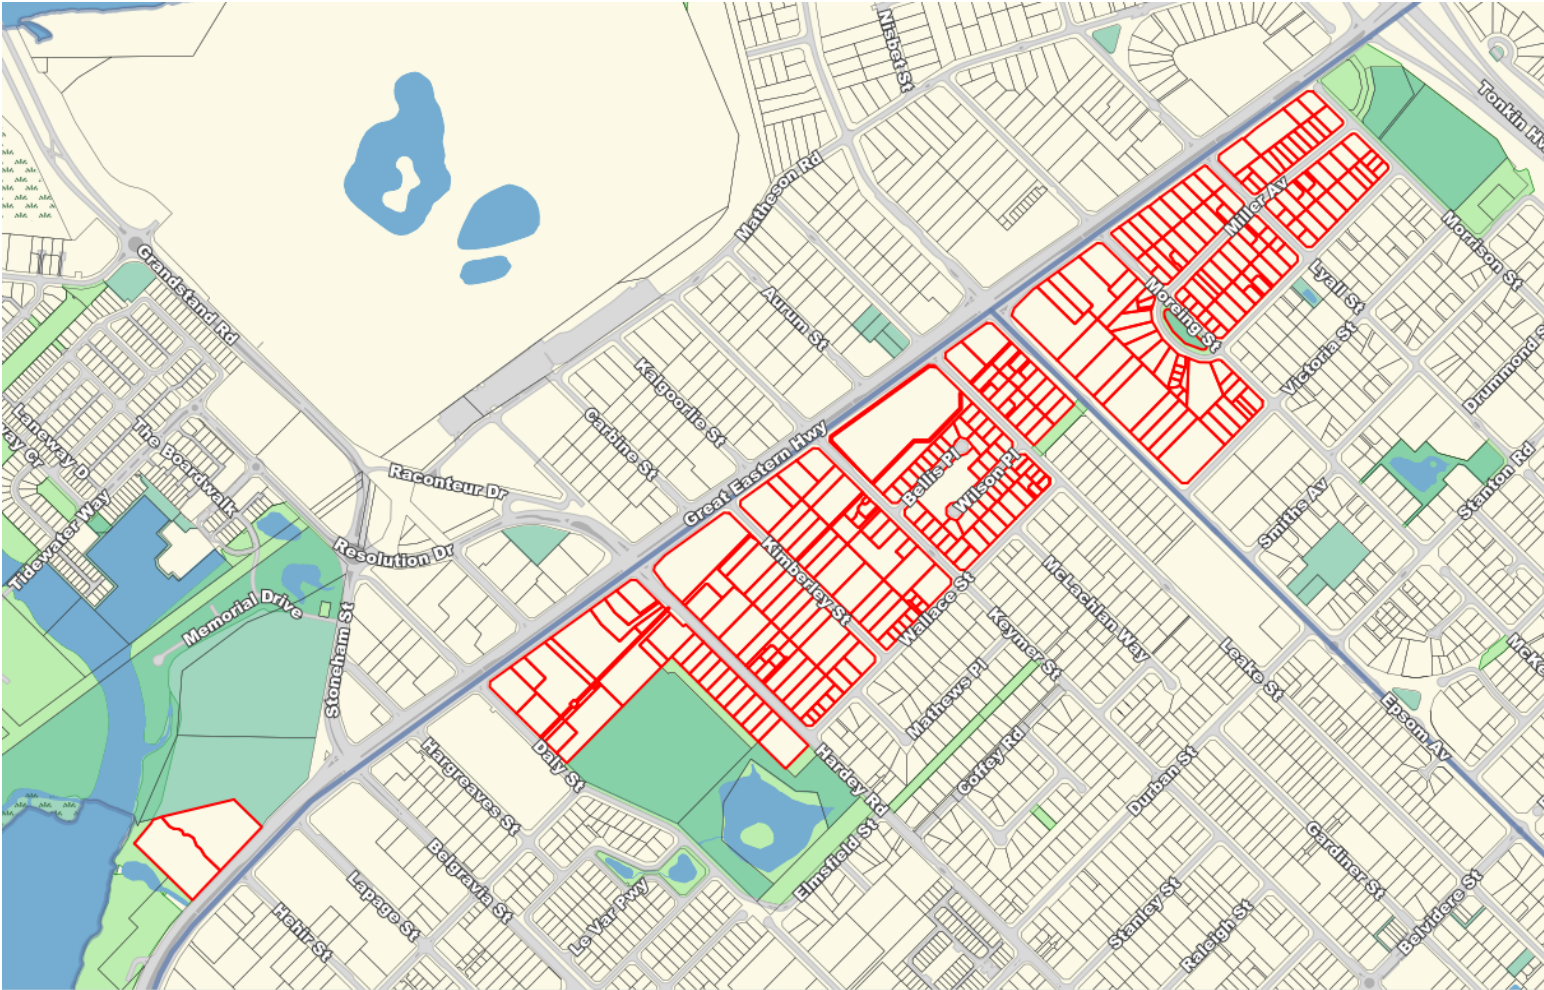 Nisbet St
Tonkin Hw
Matheson Rd
Miller Av
Morrison St
Grandstand Rd
Lyall St
Moreing St
Aurum St
Victoria St
Drummond S
Kalgoorlie St
Carbine St
Laneway D
ay Cr
The Boardwalk
Great Eastern Hwy
Raconteur Dr
Bellis Pl
Wilson Pl
Stanton Rd
Smiths Av
Tidewater Way
Resolution Dr
Kimberley St
Memorial Drive
Wallace St
McLachlan Way
Keymer St
Leake St
McKe
Stoneham St
Mathews Pl
Epsom Av
Hargreaves St
Daly St
Hardey Rd
Coffey Rd
Durban St
Belgravia St
Elmsfield St
Gardiner St
Lapage St
Le Var Pwy
Stanley St
Raleigh St
Belvidere St
Hehir St